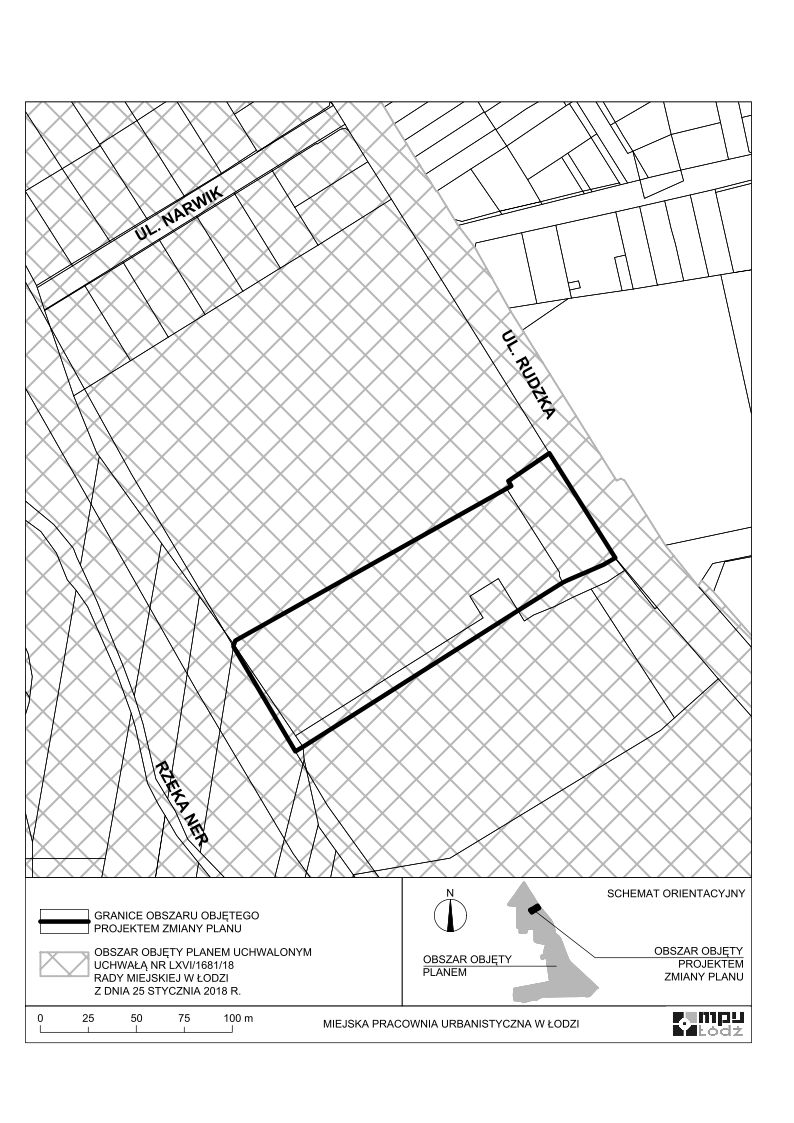 UL. NARWIK
UL. RUDZKA
RZEKA NER
GRANICE OBSZARU OBJĘTEGO
PROJEKTEM ZMIANY PLANU
OBSZAR OBJĘTY PLANEM UCHWALONYM
UCHWAŁĄ NR LXVI/1681/18
RADY MIEJSKIEJ W ŁODZI
Z DNIA 25 STYCZNIA 2018 R.
N
SCHEMAT ORIENTACYJNY
OBSZAR OBJĘTY
PLANEM
OBSZAR OBJĘTY
PROJEKTEM
ZMIANY PLANU
0 25 50 75 100 m
MIEJSKA PRACOWNIA URBANISTYCZNA W ŁODZI
mpu
Łódź